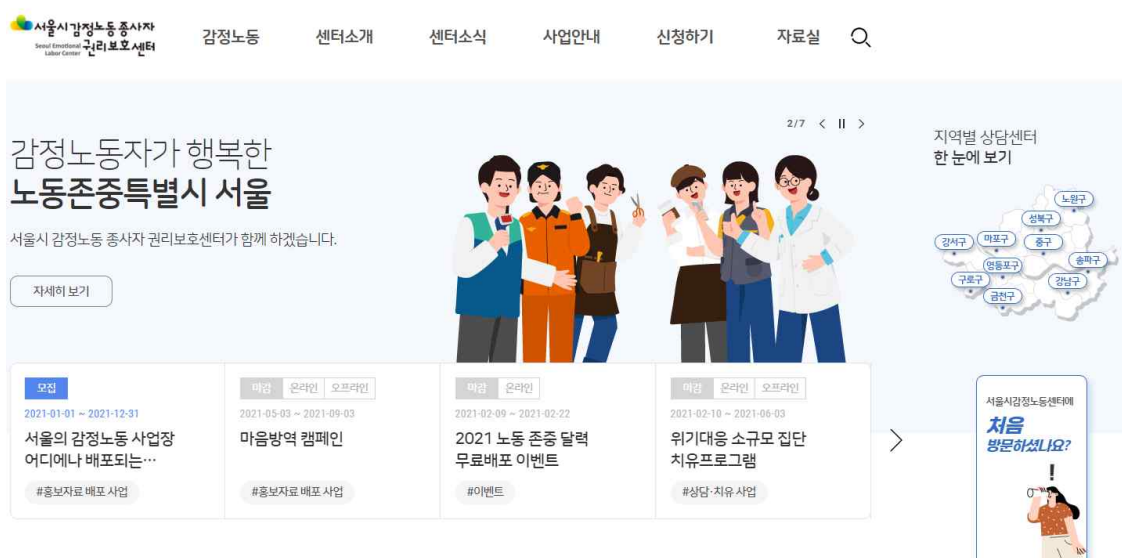 서울시 감정노동 종사자
Seoul Emotional
Labor Center
권리보호센터
감정노동
센터소개
센터소식
사업안내
신청하기
자료실
2/7
감정노동자가 행복한
노동존중특별시 서울
서울시 감정노동 종사자 권리보호센터가 함께 하겠습니다.
자세히 보기
지역별 상담센터
한 눈에 보기
노원구
성북구
강서구
마포구
중구
영등포구
송파구
구로구
강남구
금천구
모집
2021-01-01 ~ 2021-12-31
서울의 감정노동 사업장
어디에나 배포되는…
#홍보자료 배포 사업
마감 온라인 오프라인
2021-05-03 ~ 2021-09-03
마음방역 캠페인
#홍보자료 배포 사업
마감 온라인
2021-02-09 ~ 2021-02-22
2021 노동 존중 달력
무료배포 이벤트
#이벤트
마감 온라인 오프라인
2021-02-10 ~ 2021-06-03
위기대응 소규모 집단
치유프로그램
#상담·치유 사업
서울시감정노동센터에
처음
방문하셨나요?
!